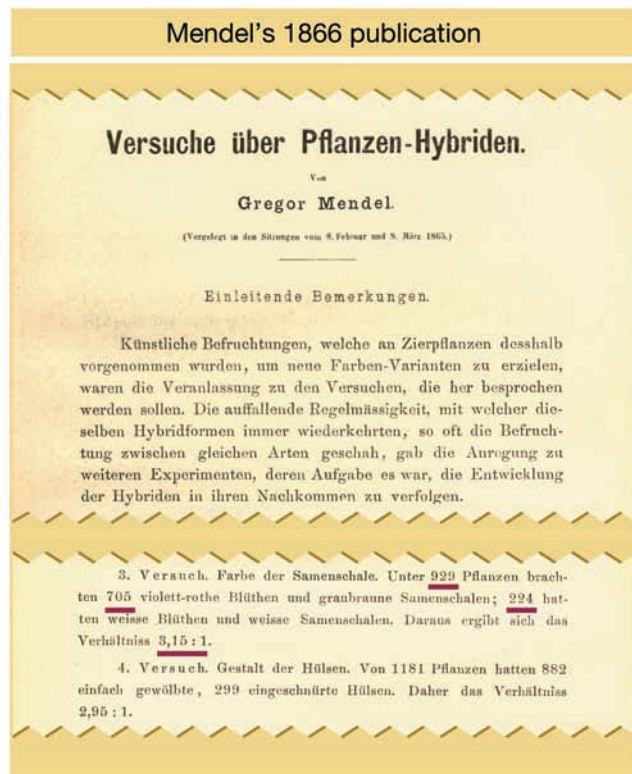 Mendel's 1866 publication
Versuche über Pflanzen-Hybriden.
Von
Gregor Mendel.
(Vorgelegt in den Sitzungen vom 8. Februar und 8. März 1865.)
Einleitende Bemerkungen.
Künstliche Befruchtungen, welche an Zierpflanzen desshalb
vorgenommen wurden, um neue Farben-Varianten zu erzielen,
waren die Veranlassung zu den Versuchen, die her besprochen
werden sollen. Die auffallende Regelmässigkeit, mit welcher die-
selben Hybridformen immer wiederkehrten, so oft die Befruch-
tung zwischen gleichen Arten geschah, gab die Anregung zu
weiteren Experimenten, deren Aufgabe es war, die Entwicklung
der Hybriden in ihren Nachkommen zu verfolgen.
3. Versuch. Farbe der Samenschale. Unter 929 Pflanzen brach-
ten 705 violett-rothe Blüthen und graubraune Samenschalen; 224 hat-
ten weisse Blüthen und weisse Samenschalen. Daraus ergibt sich das
Verhältniss 3,15 : 1.
4. Versuch. Gestalt der Hülsen. Von 1181 Pflanzen hatten 882
einfach gewölbte, 299 eingeschnürte Hülsen. Daher das Verhältniss
2,95 : 1.